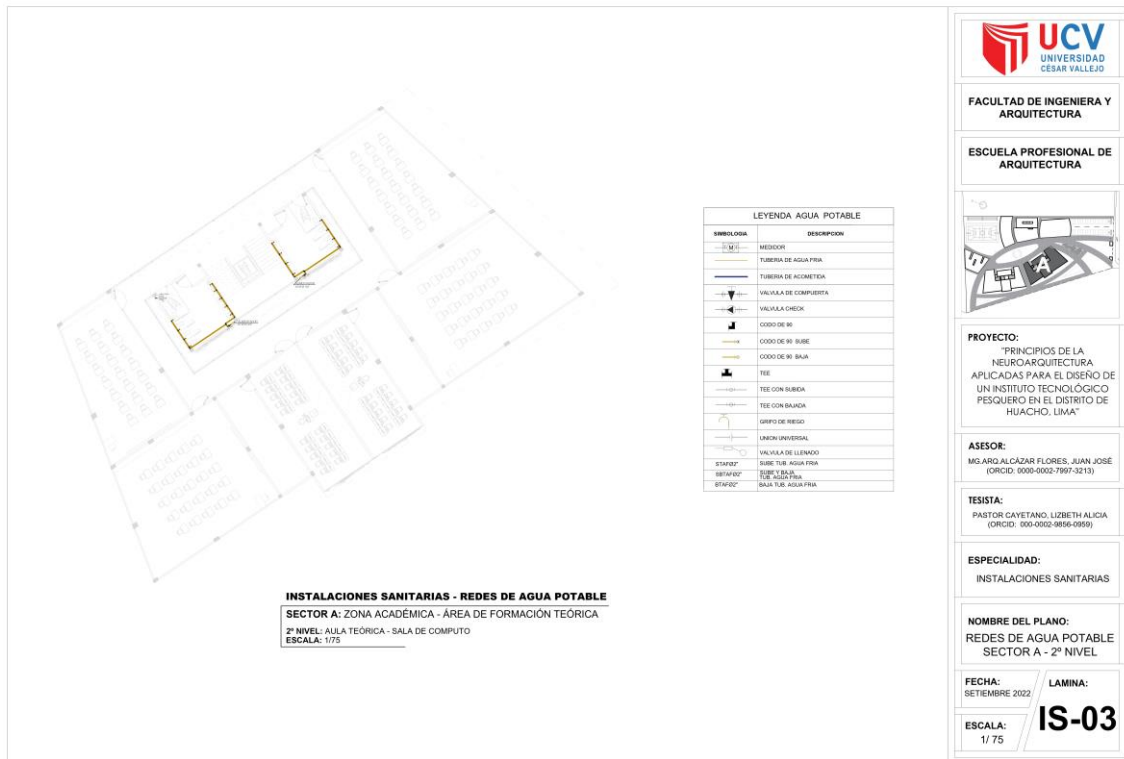 UCV
UNIVERSIDAD
CÉSAR VALLEJO
FACULTAD DE INGENIERA Y
ARQUITECTURA
ESCUELA PROFESIONAL DE
ARQUITECTURA
A
PROYECTO:
"PRINCIPIOS DE LA
NEUROARQUITECTURA
APLICADAS PARA EL DISEÑO DE
UN INSTITUTO TECNOLÓGICO
PESQUERO EN EL DISTRITO DE
HUACHO, LIMA"
ASESOR:
MG.ARQ.ALCÁZAR FLORES, JUAN JOSÉ
(ORCID: 0000-0002-7997-3213)
TESISTA:
PASTOR CAYETANO, LIZBETH ALICIA
(ORCID: 000-0002-9856-0959)
ESPECIALIDAD:
INSTALACIONES SANITARIAS
NOMBRE DEL PLANO:
REDES DE AGUA POTABLE
SECTOR A - 2º NIVEL
FECHA:
SETIEMBRE 2022
LAMINA:
IS-03
ESCALA:
1/ 75
LEYENDA AGUA POTABLE
SIMBOLOGIA DESCRIPCION
M MEDIDOR
TUBERIA DE AGUA FRIA
TUBERIA DE ACOMETIDA
VALVULA DE COMPUERTA
VALVULA CHECK
CODO DE 90
CODO DE 90 SUBE
CODO DE 90 BAJA
TEE
TEE CON SUBIDA
TEE CON BAJADA
GRIFO DE RIEGO
UNION UNIVERSAL
VALVULA DE LLENADO
STAFØ2" SUBE TUB. AGUA FRIA
SBTAFØ2" SUBE Y BAJA
TUB. AGUA FRIA
BTAFØ2" BAJA TUB. AGUA FRIA
INSTALACIONES SANITARIAS - REDES DE AGUA POTABLE
SECTOR A: ZONA ACADÉMICA - ÁREA DE FORMACIÓN TEÓRICA
2º NIVEL: AULA TEÓRICA - SALA DE COMPUTO
ESCALA: 1/75